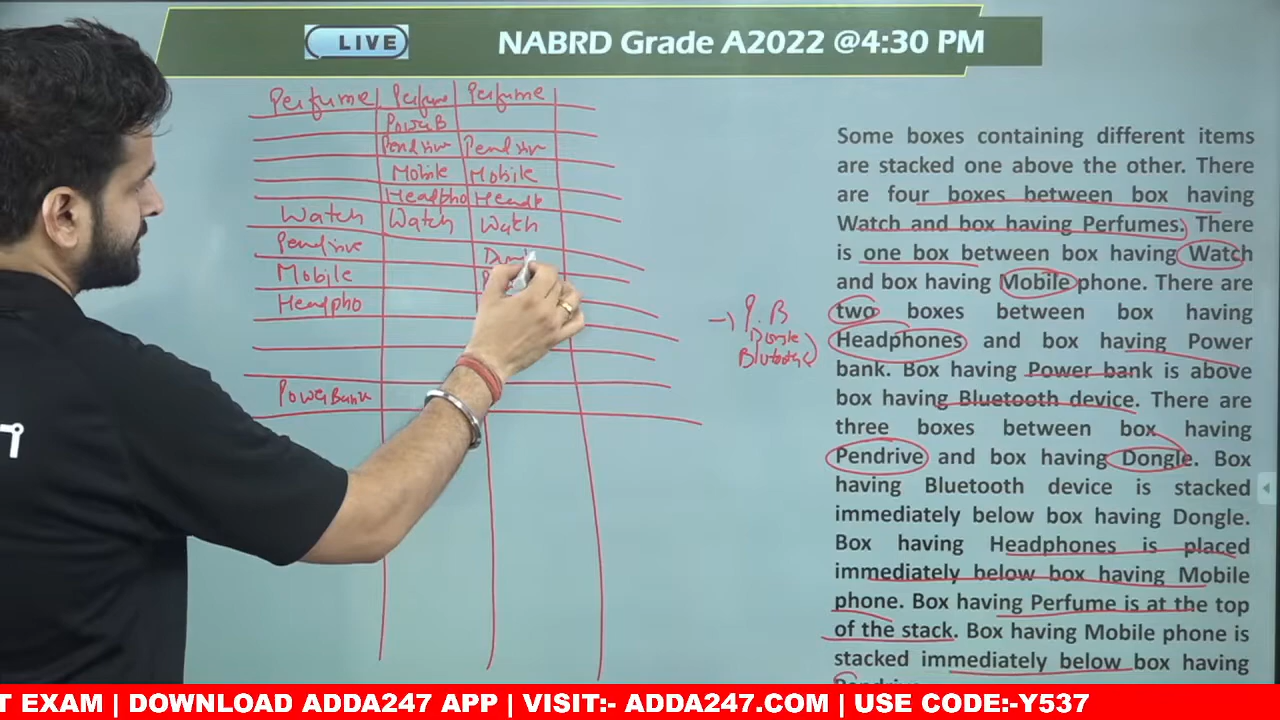 LIVE
NABRD Grade A2022 @4:30 PM
Perfume Perfume Perfume
PowerB
Pendrive Pendrive
Mobile Mobile
Headpho Headp
Watch Watch Watch
Pendrive
Mobile
Headpho
PowerBank
P.B
Dongle
Some boxes containing different items
are stacked one above the other. There
are four boxes between box having
Watch and box having Perfumes. There
is one box between box having Watch
and box having Mobile phone. There are
two boxes between box having
Headphones and box having Power
bank. Box having Power bank is above
box having Bluetooth device. There are
three boxes between box having
Pendrive and box having Dongle. Box
having Bluetooth device is stacked
immediately below box having Dongle.
Box having Headphones is placed
immediately below box having Mobile
phone. Box having Perfume is at the top
of the stack. Box having Mobile phone is
stacked immediately below box having
T EXAM | DOWNLOAD ADDA247 APP | VISIT:- ADDA247.COM | USE CODE:-Y537